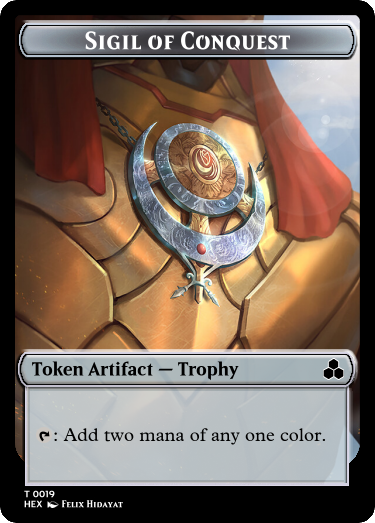 Sigil of Conquest
Token Artifact — Trophy
: Add two mana of any one color.
T 0019
HEX Felix Hidayat